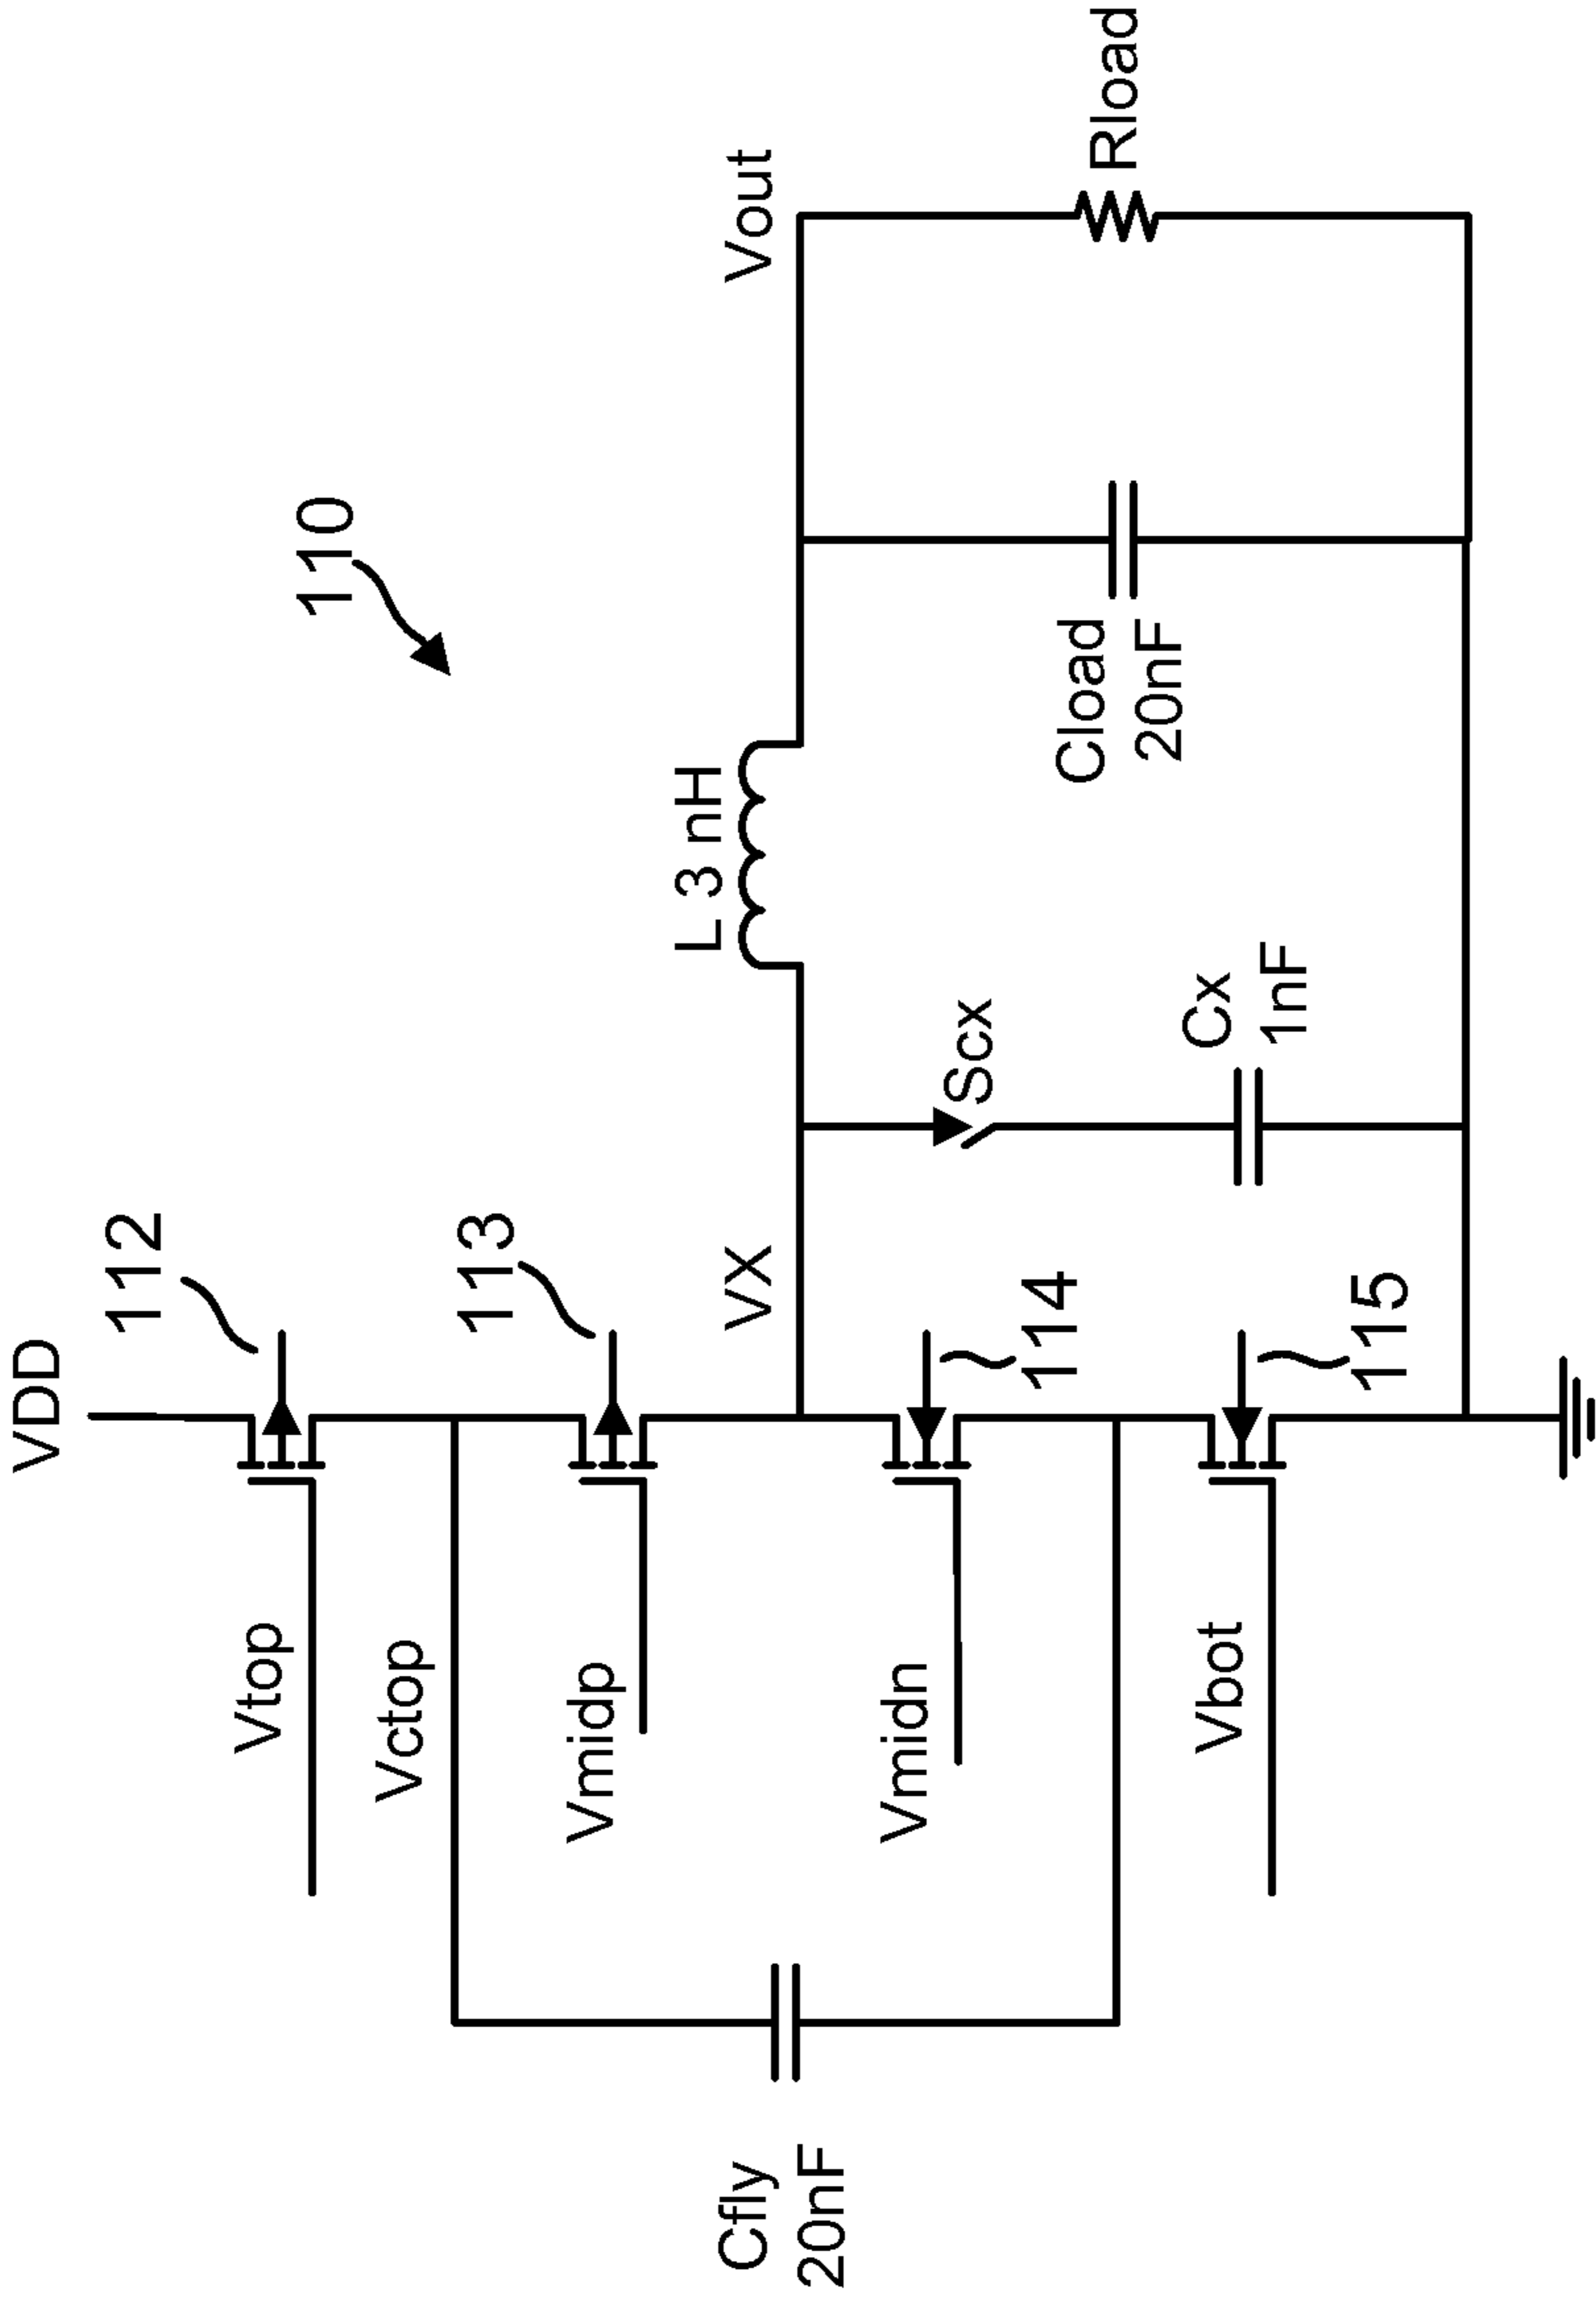 VDD
112
Vtop
Vctop
110
113
Vmidp
VX
L 3 nH
Vout
Cfly
20nF
Vmidn
114
Scx
Cx
1nF
Cload
20nF
Rload
Vbot
115